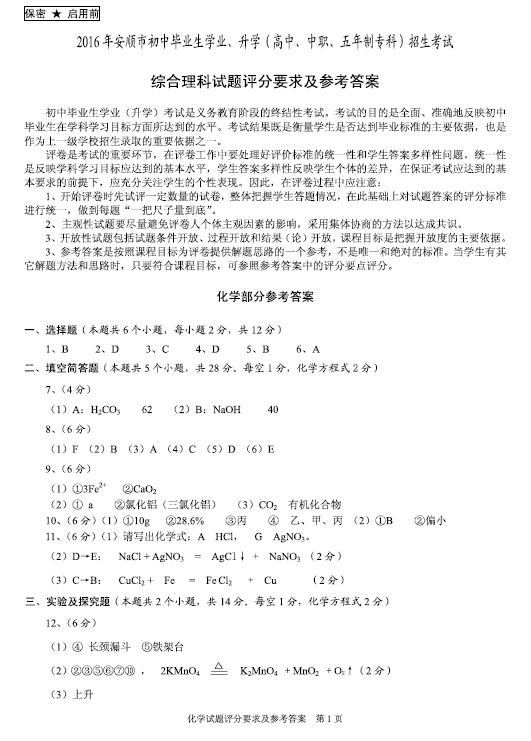 保密 ★ 启用前
2016 年安顺市初中毕业生学业、升学(高中、中职、五年制专科)招生考试
综合理科试题评分要求及参考答案
初中毕业生学业(升学)考试是义务教育阶段的终结性考试。考试的目的是全面、准确地反映初中
毕业生在学科学习目标方面所达到的水平。考试结果既是衡量学生是否达到毕业标准的主要依据,也是
作为上一级学校招生录取的重要依据之一。
评卷是考试的重要环节,在评卷工作中要处理好评价标准的统一性和学生答案多样性问题。统一性
是反映学科学习目标应达到的基本水平,学生答案多样性反映学生个体的差异,在保证考试应达到的基
本要求的前提下,应充分关注学生的个性表现。因此,在评卷过程中应注意:
1、开始评卷时先试评一定数量的试卷,整体把握学生答题情况,在此基础上对试题答案的评分标准
进行统一,做到每题“一把尺子量到底”。
2、主观性试题要尽量避免评卷人个体主观因素的影响,采用集体协商的方法以达成共识。
3、开放性试题包括试题条件开放、过程开放和结果(论)开放,课程目标是把握开放度的主要依据。
3、参考答案是按照课程目标为评卷提供解题思路的一个参考,不是唯一和绝对的标准。当学生有其
它解题方法和思路时,只要符合课程目标,可参照参考答案中的评分要点评分。
化学部分参考答案
一、选择题(本题共 6 个小题,每小题 2 分,共 12 分)
1、B 2、D 3、C 4、D 5、B 6、A
二、填空简答题(本题共 5 个小题,共 28 分。每空 1 分,化学方程式 2 分)
7、(4 分)
(1)A:H₂CO₃ 62 (2)B:NaOH 40
8、(6 分)
(1)F (2)B (3)A (4)C (5)D (6)E
9、(6 分)
(1)①3Fe²⁺ ②CaO₂
(2)① a ②氯化铝(三氯化铝) (3)CO₂ 有机化合物
10、(6 分)(1)①10g ②28.6% ③丙 ④ 乙、甲、丙 (2)①B ②偏小
11、(6 分)(1)请写出化学式:A HCl, G AgNO₃。
(2)D→E: NaCl + AgNO₃ = AgCl↓ + NaNO₃ (2 分)
(3)C→B: CuCl₂ + Fe = FeCl₂ + Cu (2 分)
三、实验及探究题(本题共 2 个小题,共 14 分。每空 1 分,化学方程式 2 分)
12、(6 分)
(1)④ 长颈漏斗 ⑤铁架台
(2)②③⑤⑥⑦⑩ , 2KMnO₄ △ K₂MnO₄ + MnO₂ + O₂↑(2 分)
(3)上升
化学试题评分要求及参考答案 第 1 页